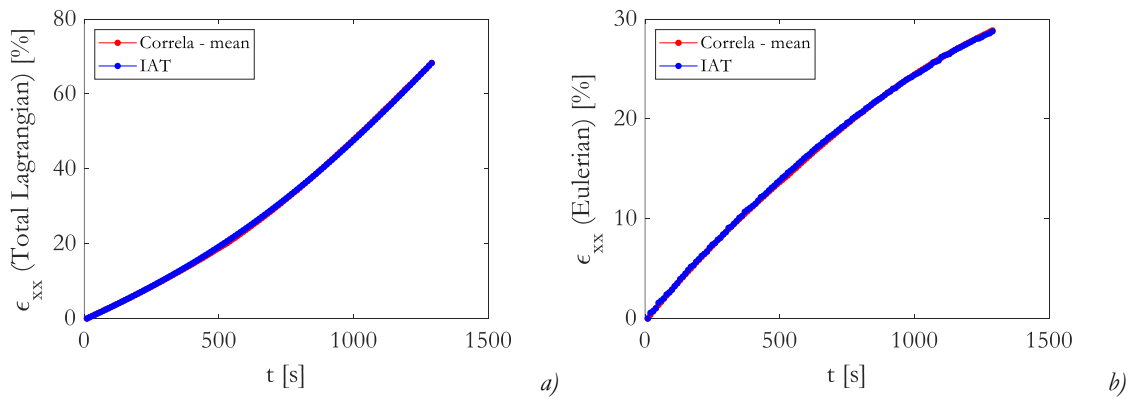 80
60
40
20
0
ϵxx (Total Lagrangian) [%]
Correla - mean
IAT
0 500 1000 1500
t [s]
a)
30
20
10
0
ϵxx (Eulerian) [%]
Correla - mean
IAT
0 500 1000 1500
t [s]
b)